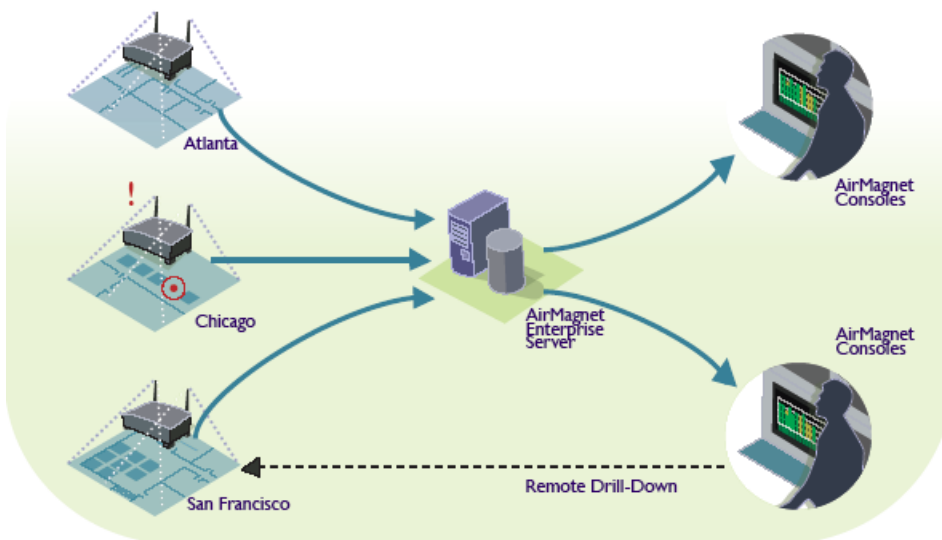 Atlanta
AirMagnet
Consoles
!
Chicago
AirMagnet
Enterprise
Server
AirMagnet
Consoles
Remote Drill-Down
San Francisco